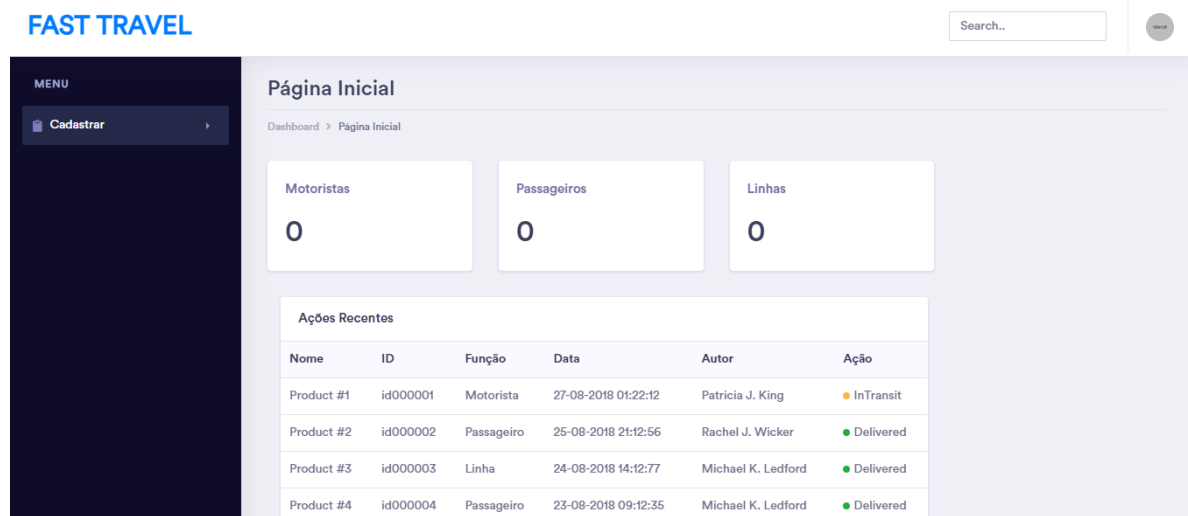 FAST TRAVEL
Search..
MENU
Cadastrar
Página Inicial
Dashboard > Página Inicial
Motoristas
0
Passageiros
0
Linhas
0
Ações Recentes
Nome ID Função Data Autor Ação
Product #1 id000001 Motorista 27-08-2018 01:22:12 Patricia J. King InTransit
Product #2 id000002 Passageiro 25-08-2018 21:12:56 Rachel J. Wicker Delivered
Product #3 id000003 Linha 24-08-2018 14:12:77 Michael K. Ledford Delivered
Product #4 id000004 Passageiro 23-08-2018 09:12:35 Michael K. Ledford Delivered